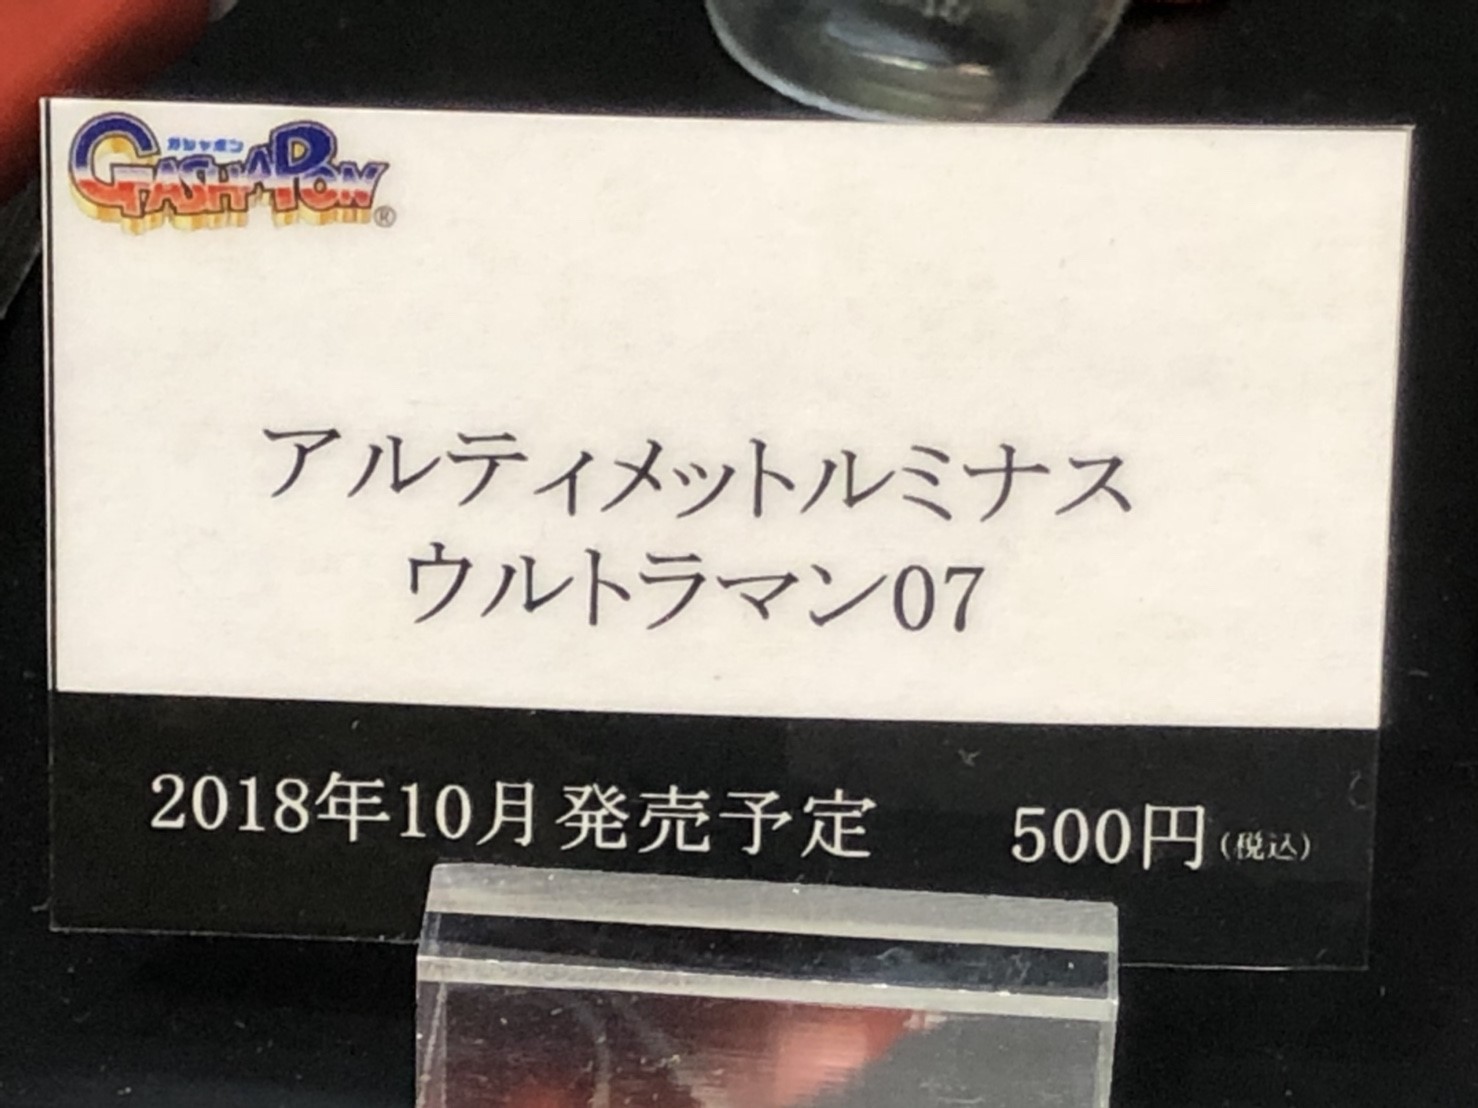 ガシャポン
GASHAPON®
アルティメットルミナス
ウルトラマン07
2018年10月発売予定 500円(税込)